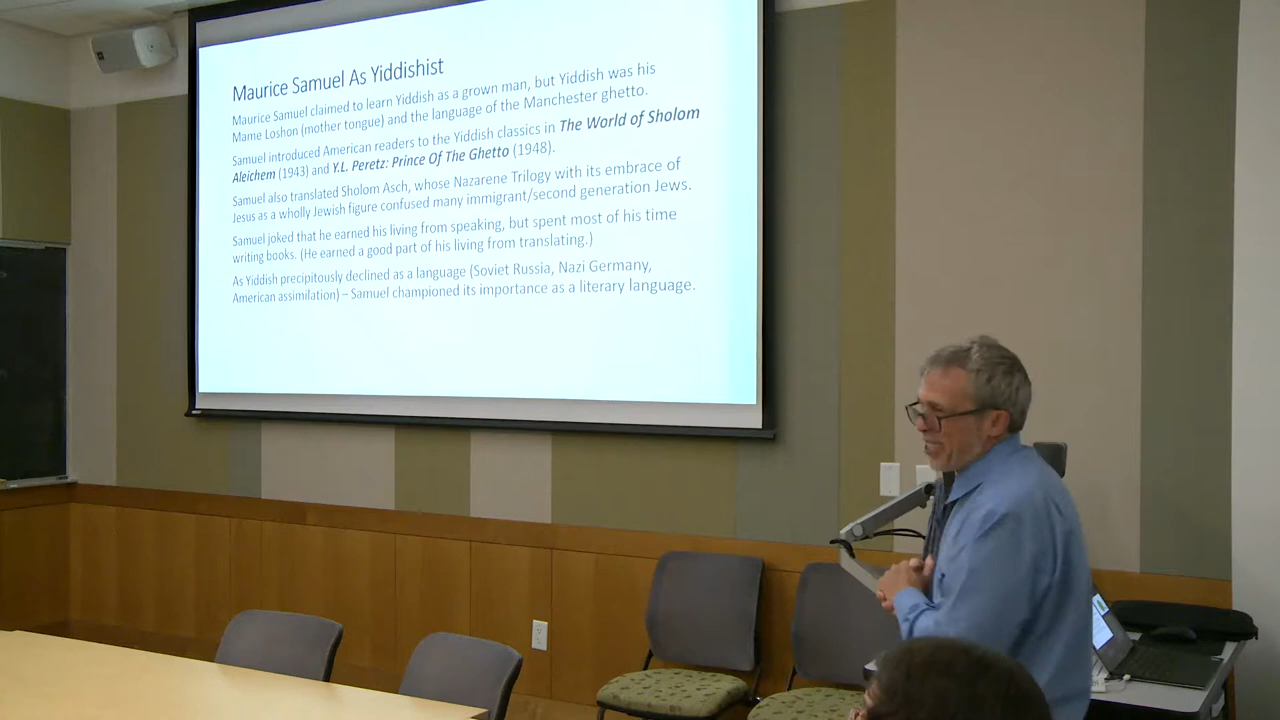 Maurice Samuel As Yiddishist
Maurice Samuel claimed to learn Yiddish as a grown man, but Yiddish was his
Mame Loshon (mother tongue) and the language of the Manchester ghetto.
Samuel introduced American readers to the Yiddish classics in The World of Sholom
Aleichem (1943) and Y.L. Peretz: Prince Of The Ghetto (1948).
Samuel also translated Sholom Asch, whose Nazarene Trilogy with its embrace of
Jesus as a wholly Jewish figure confused many immigrant/second generation Jews.
Samuel joked that he earned his living from speaking, but spent most of his time
writing books. (He earned a good part of his living from translating.)
As Yiddish precipitously declined as a language (Soviet Russia, Nazi Germany,
American assimilation) – Samuel championed its importance as a literary language.